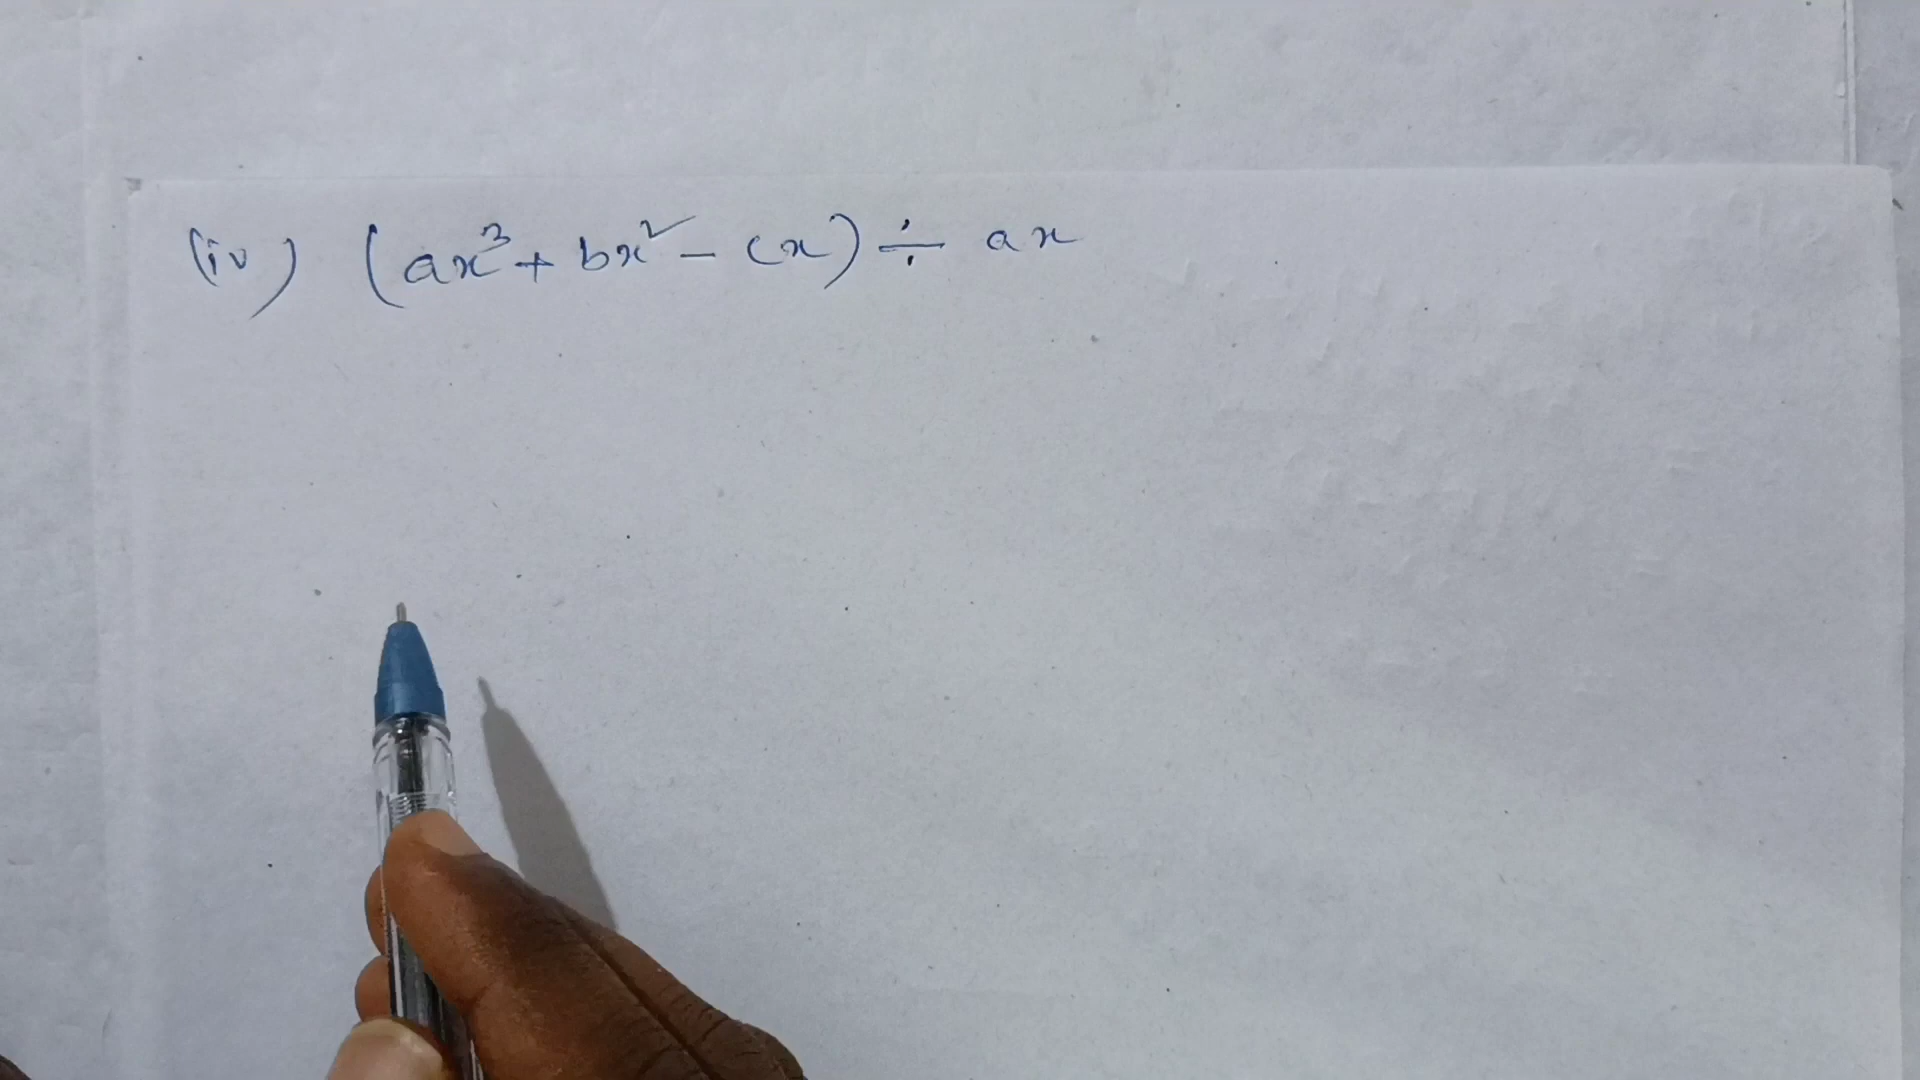 (iv) (ax³ + bx² - cx) ÷ ax